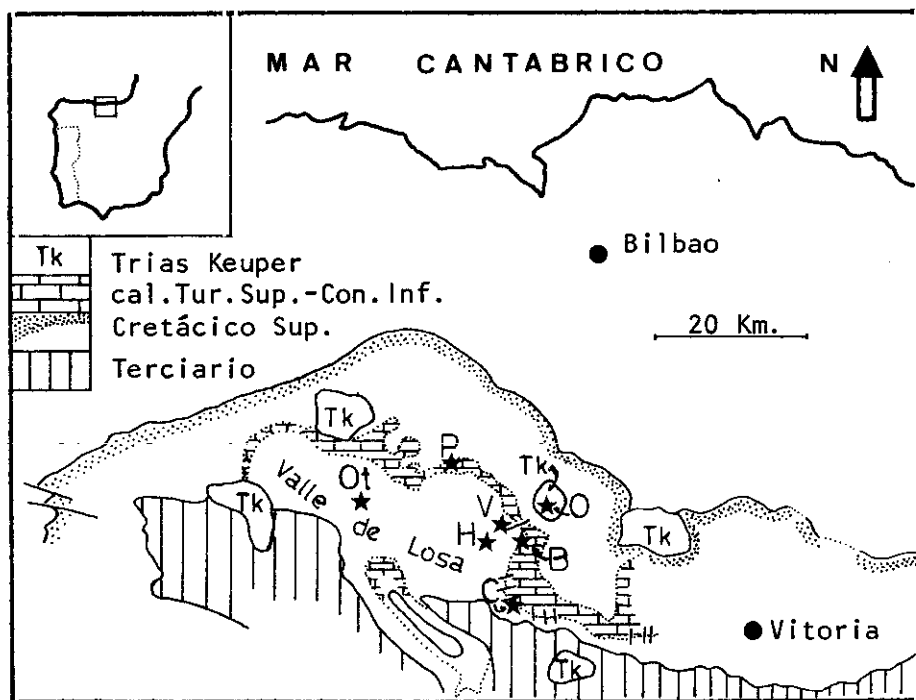 MAR CANTABRICO N
Bilbao
Tk Trias Keuper
cal.Tur.Sup.-Con.Inf.
Cretácico Sup.
Terciario
20 Km.
Tk
P
Tk
Ot
O
Tk
Valle de Losa
V
H
B
Tk
C
Vitoria
Tk